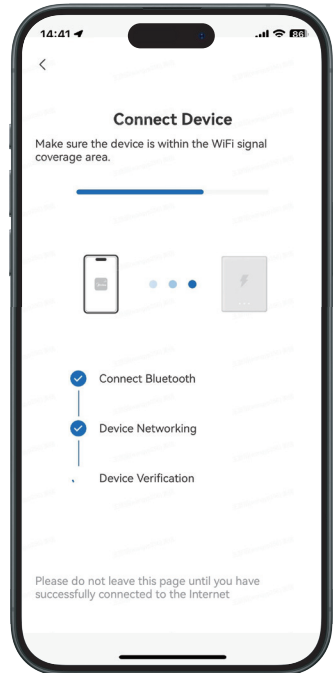 14:41
86
Connect Device
Make sure the device is within the WiFi signal
coverage area.
Connect Bluetooth
Device Networking
Device Verification
Please do not leave this page until you have
successfully connected to the Internet